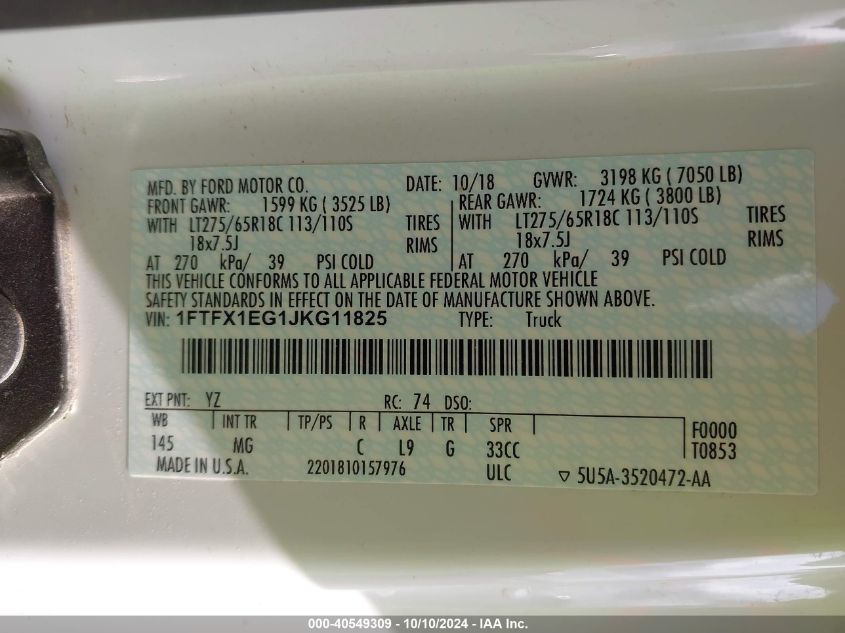 MFD. BY FORD MOTOR CO. DATE: 10/18 GVWR: 3198 KG ( 7050 LB)
FRONT GAWR: 1599 KG ( 3525 LB) REAR GAWR: 1724 KG ( 3800 LB)
WITH LT275/65R18C 113/110S TIRES WITH LT275/65R18C 113/110S TIRES
18x7.5J RIMS 18x7.5J RIMS
AT 270 kPa/ 39 PSI COLD AT 270 kPa/ 39 PSI COLD
THIS VEHICLE CONFORMS TO ALL APPLICABLE FEDERAL MOTOR VEHICLE
SAFETY STANDARDS IN EFFECT ON THE DATE OF MANUFACTURE SHOWN ABOVE.
VIN: 1FTFX1EG1JKG11825 TYPE: Truck
EXT PNT: YZ RC: 74 DSO:
WB INT TR TP/PS R AXLE TR SPR F0000
145 MG C L9 G 33CC T0853
MADE IN U.S.A. 2201810157976 ULC ▽ 5U5A-3520472-AA
000-40549309 - 10/10/2024 - IAA Inc.